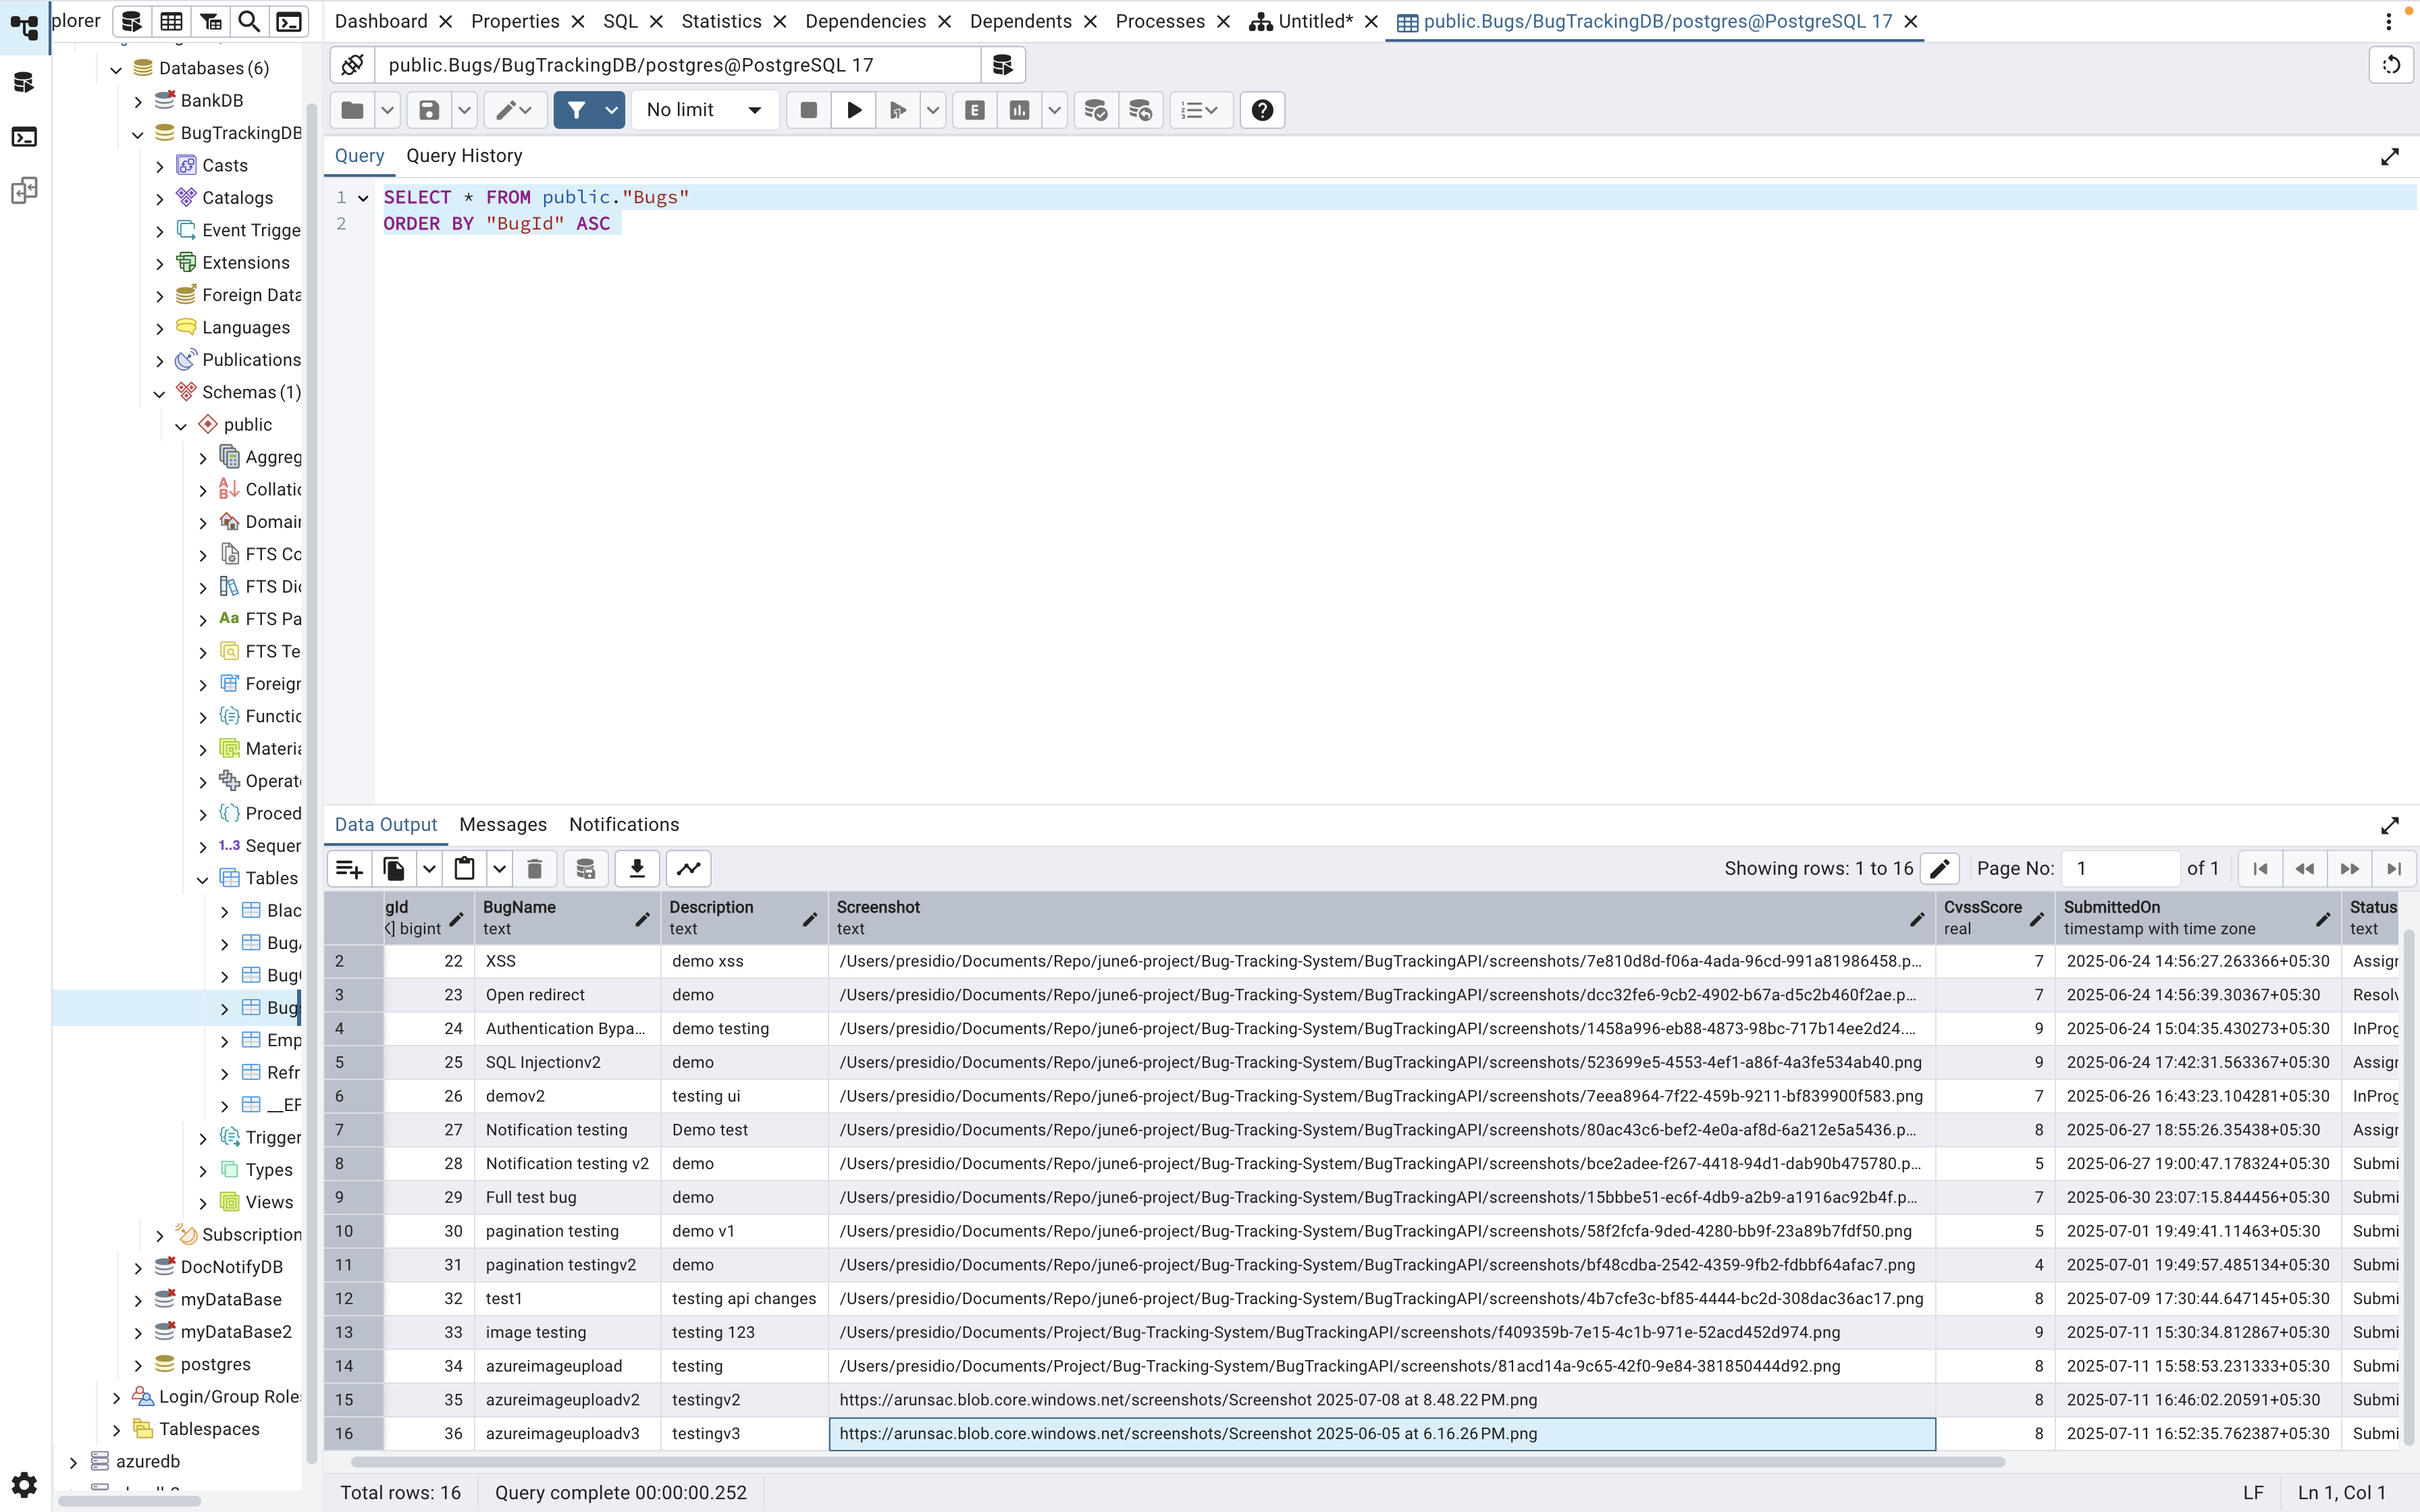 plorer
Dashboard Properties SQL Statistics Dependencies Dependents Processes Untitled* public.Bugs/BugTrackingDB/postgres@PostgreSQL 17
Databases (6)
BankDB
BugTrackingDB
Casts
Catalogs
Event Trigge
Extensions
Foreign Data
Languages
Publications
Schemas (1)
public
Aggreg
Collatio
Domain
FTS Co
FTS Dic
FTS Pa
FTS Te
Foreign
Functio
Materia
Operato
Proced
1..3 Sequen
Tables
Blac
Bug
Bug
Bug
Emp
Refr
__EF
Trigger
Types
Views
Subscription
DocNotifyDB
myDataBase
myDataBase2
postgres
Login/Group Roles
Tablespaces
azuredb
public.Bugs/BugTrackingDB/postgres@PostgreSQL 17
No limit
E
Query Query History
1 SELECT * FROM public."Bugs"
2 ORDER BY "BugId" ASC
Data Output Messages Notifications
Showing rows: 1 to 16 Page No: 1 of 1
gId BugName Description Screenshot CvssScore SubmittedOn Status
] bigint text text text real timestamp with time zone text
2 22 XSS demo xss /Users/presidio/Documents/Repo/june6-project/Bug-Tracking-System/BugTrackingAPI/screenshots/7e810d8d-f06a-4ada-96cd-991a81986458.p... 7 2025-06-24 14:56:27.263366+05:30 Assign
3 23 Open redirect demo /Users/presidio/Documents/Repo/june6-project/Bug-Tracking-System/BugTrackingAPI/screenshots/dcc32fe6-9cb2-4902-b67a-d5c2b460f2ae.p... 7 2025-06-24 14:56:39.30367+05:30 Resolv
4 24 Authentication Bypa... demo testing /Users/presidio/Documents/Repo/june6-project/Bug-Tracking-System/BugTrackingAPI/screenshots/1458a996-eb88-4873-98bc-717b14ee2d24.... 9 2025-06-24 15:04:35.430273+05:30 InProg
5 25 SQL Injectionv2 demo /Users/presidio/Documents/Repo/june6-project/Bug-Tracking-System/BugTrackingAPI/screenshots/523699e5-4553-4ef1-a86f-4a3fe534ab40.png 9 2025-06-24 17:42:31.563367+05:30 Assign
6 26 demov2 testing ui /Users/presidio/Documents/Repo/june6-project/Bug-Tracking-System/BugTrackingAPI/screenshots/7eea8964-7f22-459b-9211-bf839900f583.png 7 2025-06-26 16:43:23.104281+05:30 InProg
7 27 Notification testing Demo test /Users/presidio/Documents/Repo/june6-project/Bug-Tracking-System/BugTrackingAPI/screenshots/80ac43c6-bef2-4e0a-af8d-6a212e5a5436.p... 8 2025-06-27 18:55:26.35438+05:30 Assign
8 28 Notification testing v2 demo /Users/presidio/Documents/Repo/june6-project/Bug-Tracking-System/BugTrackingAPI/screenshots/bce2adee-f267-4418-94d1-dab90b475780.p... 5 2025-06-27 19:00:47.178324+05:30 Submi
9 29 Full test bug demo /Users/presidio/Documents/Repo/june6-project/Bug-Tracking-System/BugTrackingAPI/screenshots/15bbbe51-ec6f-4db9-a2b9-a1916ac92b4f.p... 7 2025-06-30 23:07:15.844456+05:30 Submi
10 30 pagination testing demo v1 /Users/presidio/Documents/Repo/june6-project/Bug-Tracking-System/BugTrackingAPI/screenshots/58f2fcfa-9ded-4280-bb9f-23a89b7fdf50.png 5 2025-07-01 19:49:41.11463+05:30 Submi
11 31 pagination testingv2 demo /Users/presidio/Documents/Repo/june6-project/Bug-Tracking-System/BugTrackingAPI/screenshots/bf48cdba-2542-4359-9fb2-fdbbf64afac7.png 4 2025-07-01 19:49:57.485134+05:30 Submi
12 32 test1 testing api changes /Users/presidio/Documents/Repo/june6-project/Bug-Tracking-System/BugTrackingAPI/screenshots/4b7cfe3c-bf85-4444-bc2d-308dac36ac17.png 8 2025-07-09 17:30:44.647145+05:30 Submi
13 33 image testing testing 123 /Users/presidio/Documents/Project/Bug-Tracking-System/BugTrackingAPI/screenshots/f409359b-7e15-4c1b-971e-52acd452d974.png 9 2025-07-11 15:30:34.812867+05:30 Submi
14 34 azureimageupload testing /Users/presidio/Documents/Project/Bug-Tracking-System/BugTrackingAPI/screenshots/81acd14a-9c65-42f0-9e84-381850444d92.png 8 2025-07-11 15:58:53.231333+05:30 Submi
15 35 azureimageuploadv2 testingv2 https://arunsac.blob.core.windows.net/screenshots/Screenshot 2025-07-08 at 8.48.22 PM.png 8 2025-07-11 16:46:02.20591+05:30 Submi
16 36 azureimageuploadv3 testingv3 https://arunsac.blob.core.windows.net/screenshots/Screenshot 2025-06-05 at 6.16.26 PM.png 8 2025-07-11 16:52:35.762387+05:30 Submi
Total rows: 16 Query complete 00:00:00.252 LF Ln 1, Col 1